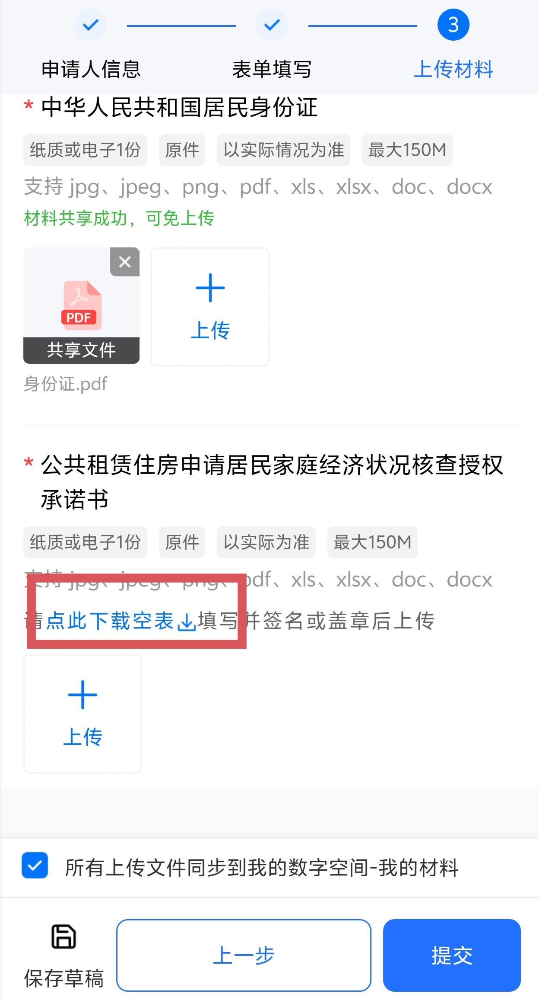 3
申请人信息 表单填写 上传材料
* 中华人民共和国居民身份证
纸质或电子1份 原件 以实际情况为准 最大150M
支持 jpg、jpeg、png、pdf、xls、xlsx、doc、docx
材料共享成功，可免上传
PDF
共享文件
上传
身份证.pdf
* 公共租赁住房申请居民家庭经济状况核查授权
承诺书
纸质或电子1份 原件 以实际为准 最大150M
支持 jpg、jpeg、png、pdf、xls、xlsx、doc、docx
请点此下载空表填写并签名或盖章后上传
上传
所有上传文件同步到我的数字空间-我的材料
保存草稿 上一步 提交